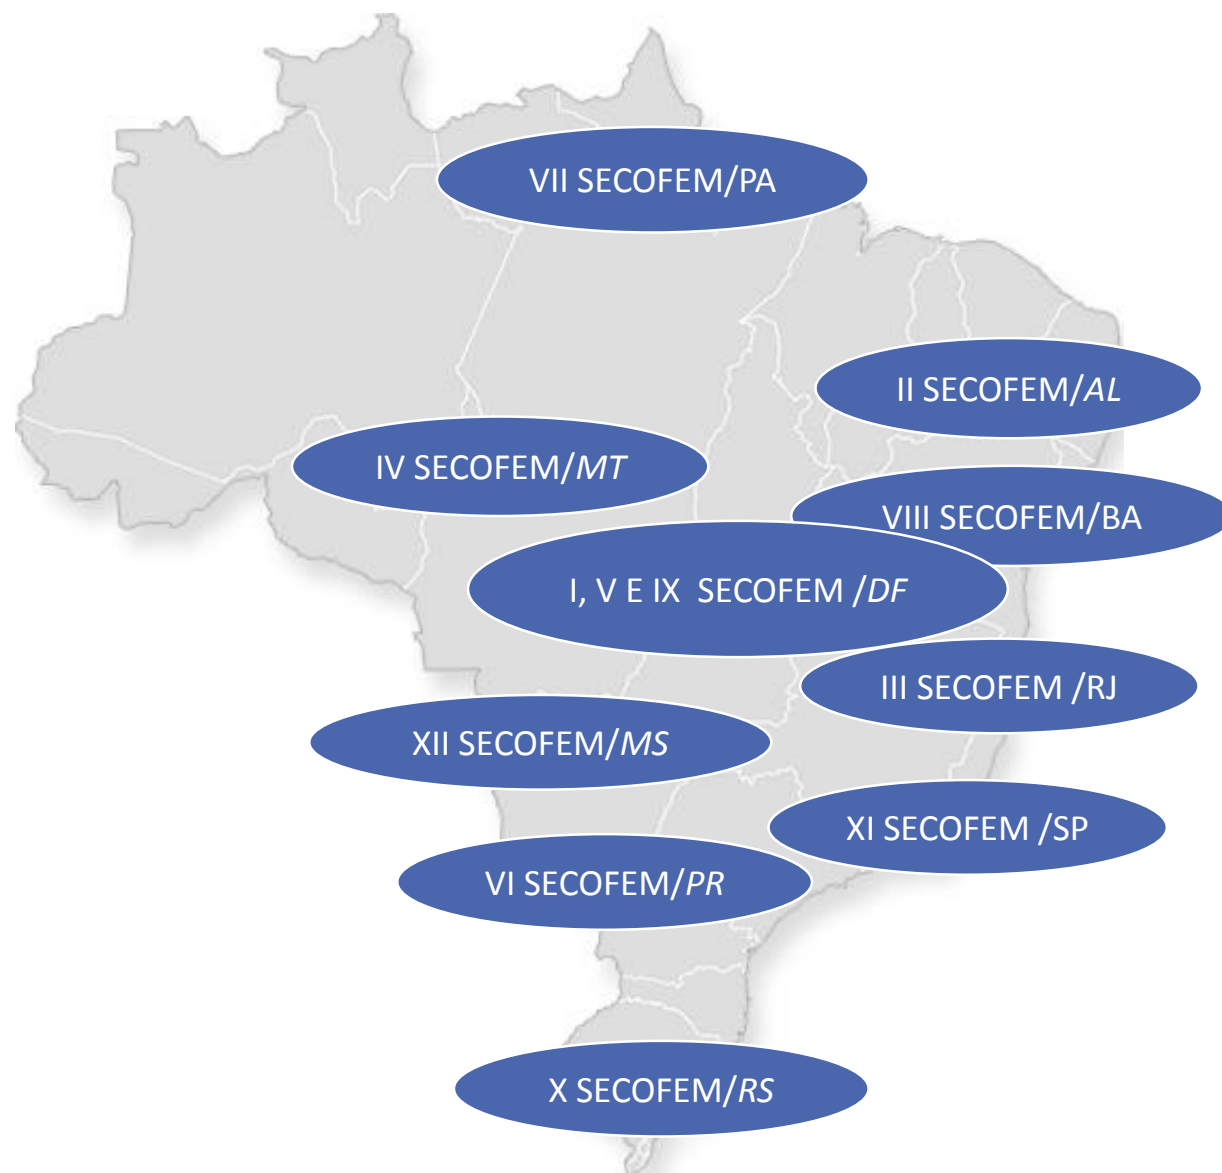 VII SECOFEM/PA
II SECOFEM/AL
IV SECOFEM/MT
VIII SECOFEM/BA
I, V E IX  SECOFEM /DF
III SECOFEM /RJ
XII SECOFEM/MS
XI SECOFEM /SP
VI SECOFEM/PR
X SECOFEM/RS